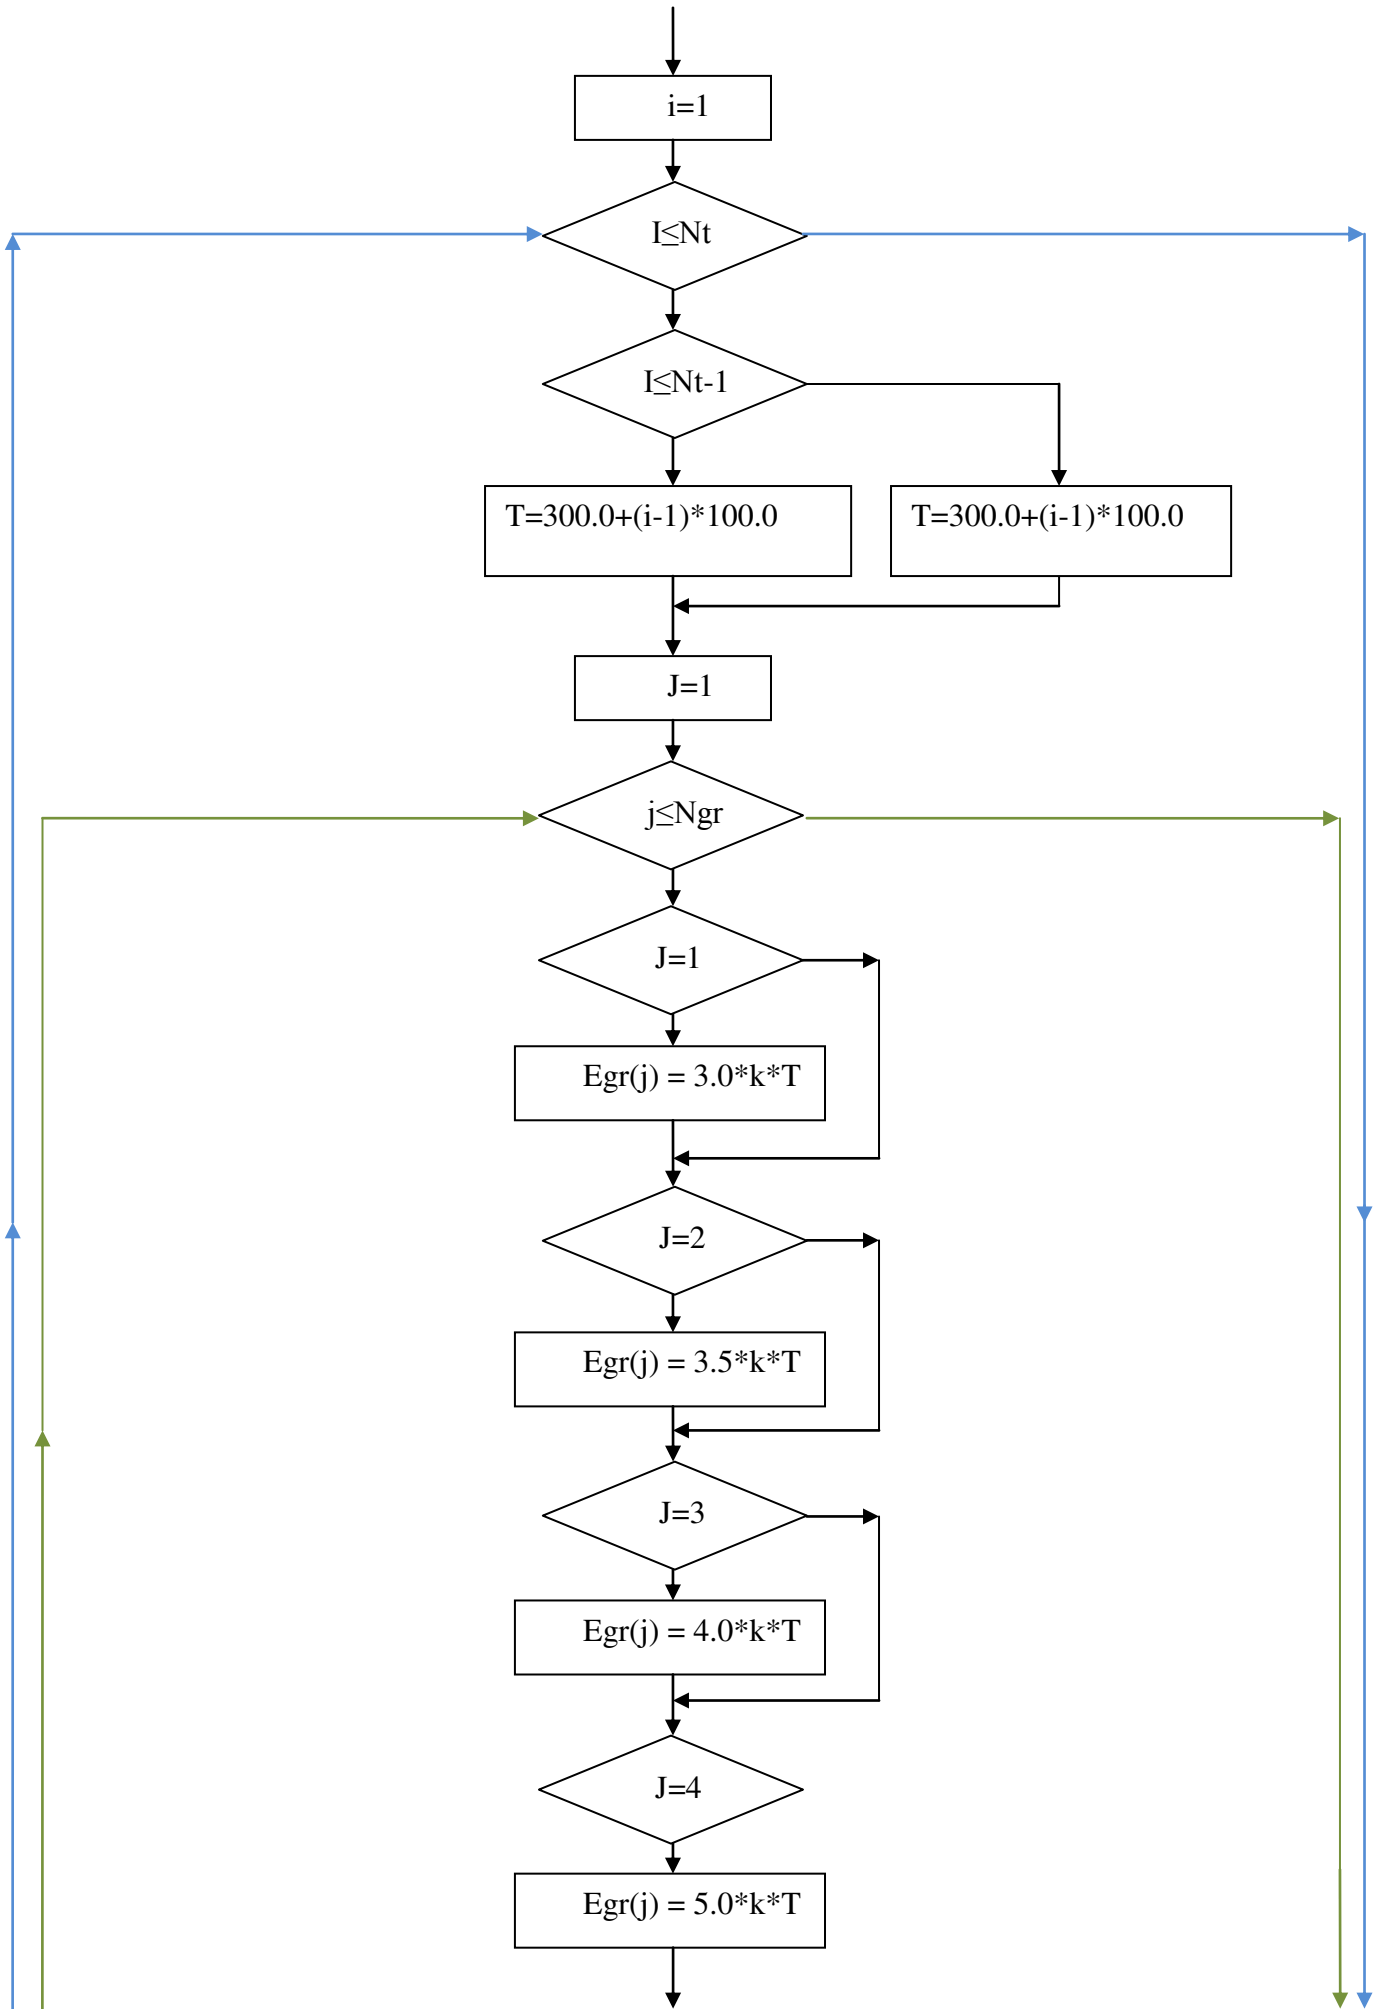 i=1
I≤Nt
I≤Nt-1
T=300.0+(i-1)*100.0
T=300.0+(i-1)*100.0
J=1
j≤Ngr
J=1
Egr(j) = 3.0*k*T
J=2
Egr(j) = 3.5*k*T
J=3
Egr(j) = 4.0*k*T
J=4
Egr(j) = 5.0*k*T